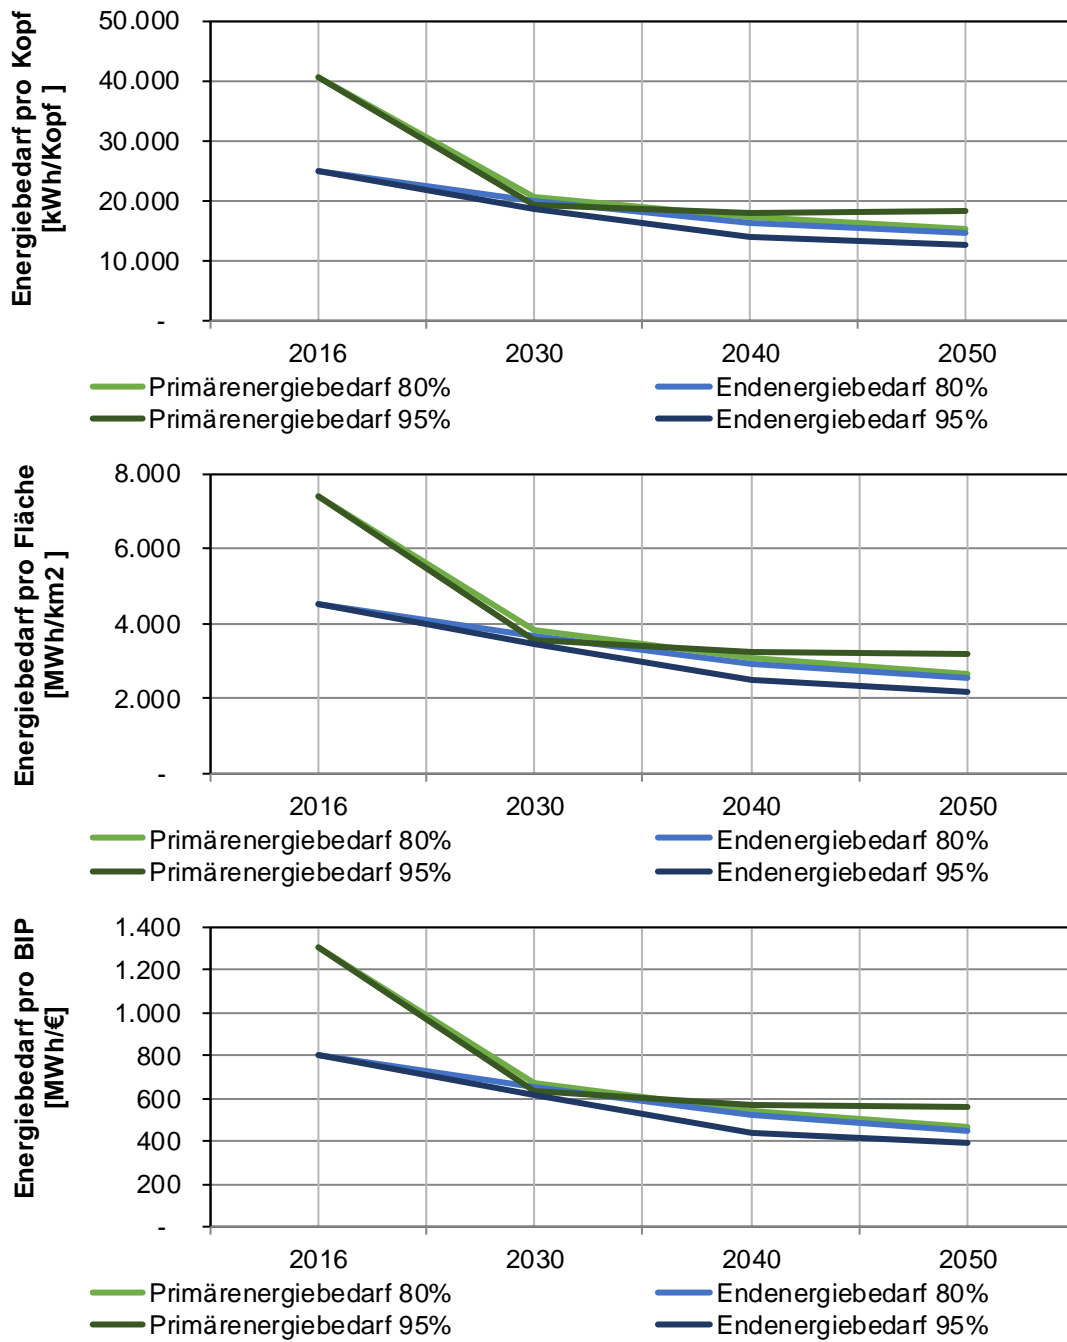 Energiebedarf pro Kopf
[kWh/Kopf ]
50.000
40.000
30.000
20.000
10.000
-
2016 2030 2040 2050
Primärenergiebedarf 80% Endenergiebedarf 80%
Primärenergiebedarf 95% Endenergiebedarf 95%
Energiebedarf pro Fläche
[MWh/km2 ]
8.000
6.000
4.000
2.000
-
2016 2030 2040 2050
Primärenergiebedarf 80% Endenergiebedarf 80%
Primärenergiebedarf 95% Endenergiebedarf 95%
Energiebedarf pro BIP
[MWh/€]
1.400
1.200
1.000
800
600
400
200
-
2016 2030 2040 2050
Primärenergiebedarf 80% Endenergiebedarf 80%
Primärenergiebedarf 95% Endenergiebedarf 95%